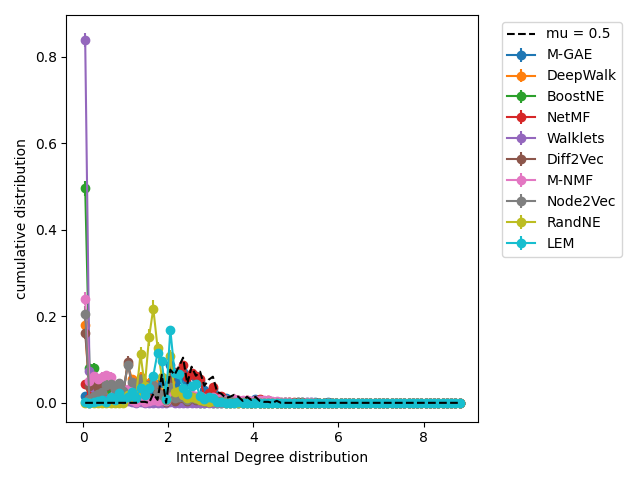 0.8
0.6
0.4
0.2
0.0
cumulative distribution
0
2
4
6
8
Internal Degree distribution
mu = 0.5
M-GAE
DeepWalk
BoostNE
NetMF
Walklets
Diff2Vec
M-NMF
Node2Vec
RandNE
LEM